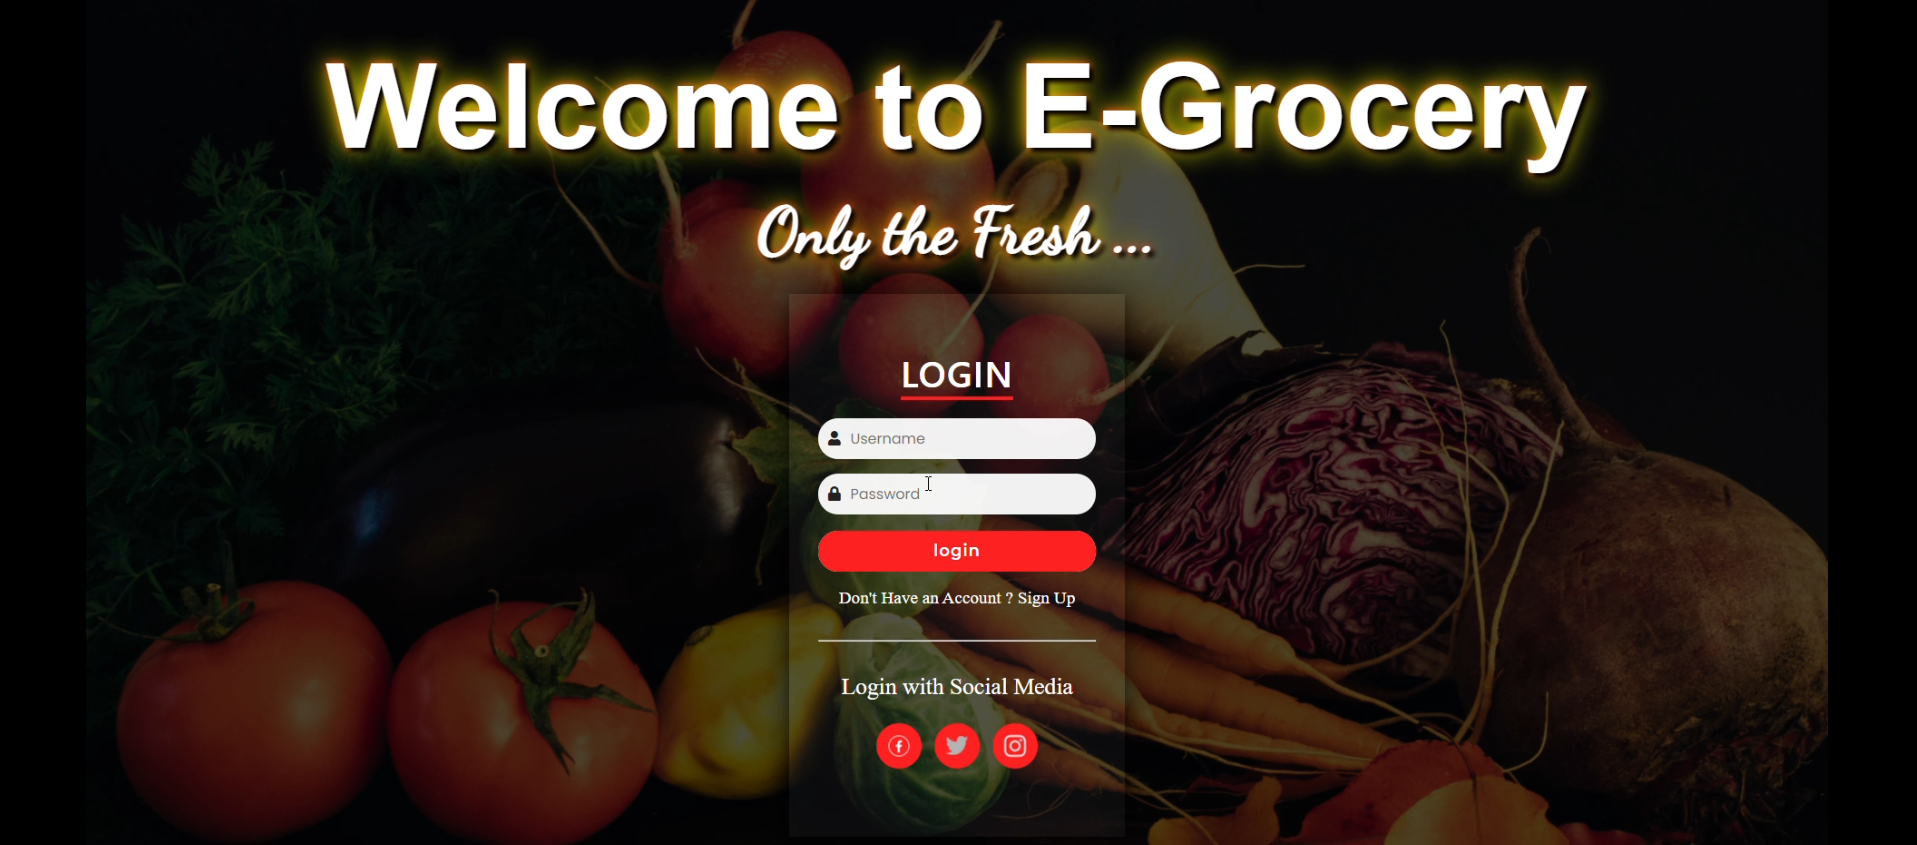 Welcome to E-Grocery
Only the Fresh ...
LOGIN
Username
Password
login
Don't Have an Account ? Sign Up
Login with Social Media